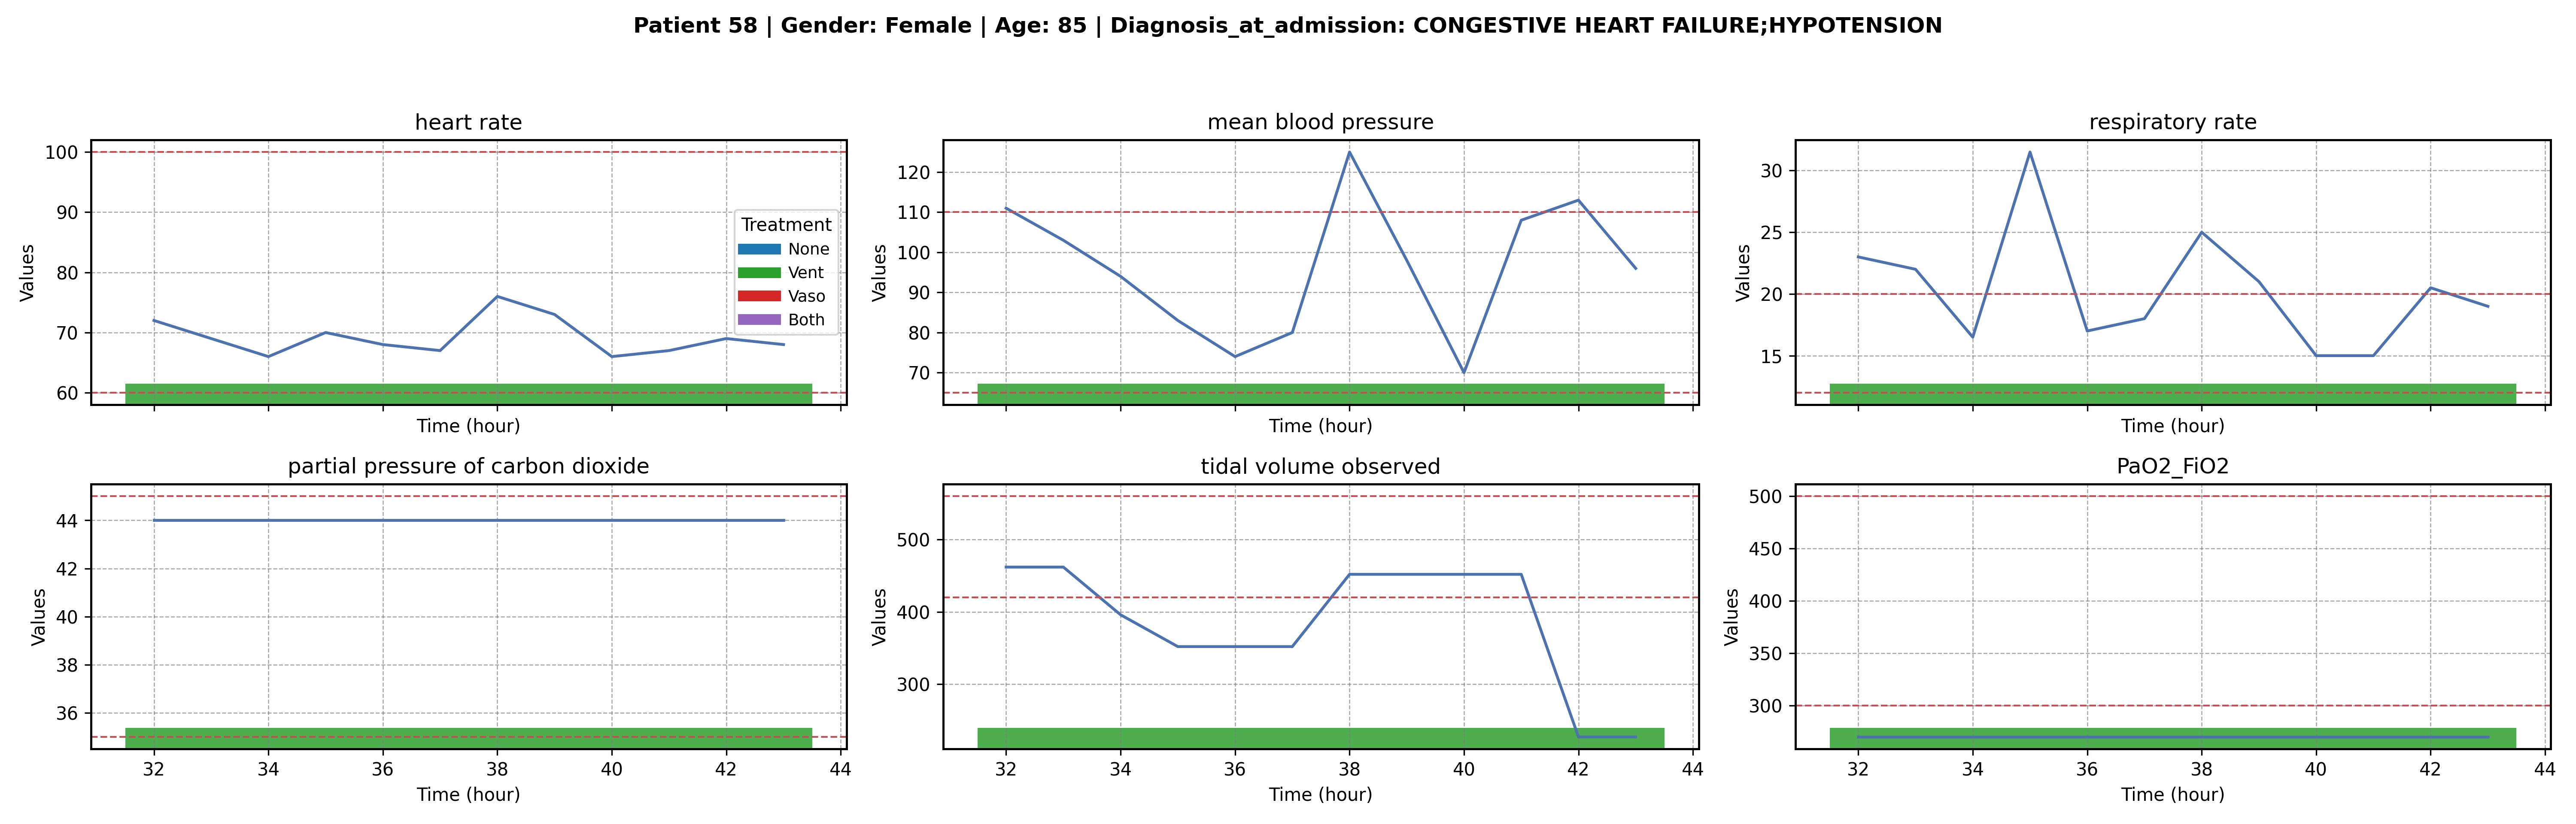 Patient 58 | Gender: Female | Age: 85 | Diagnosis_at_admission: CONGESTIVE HEART FAILURE;HYPOTENSION
heart rate
100
90
80
70
60
Values
Time (hour)
Treatment
None
Vent
Vaso
Both
mean blood pressure
120
110
100
90
80
70
Values
Time (hour)
respiratory rate
30
25
20
15
Values
Time (hour)
partial pressure of carbon dioxide
44
42
40
38
36
Values
32 34 36 38 40 42 44
Time (hour)
tidal volume observed
500
400
300
Values
32 34 36 38 40 42 44
Time (hour)
PaO2_FiO2
500
450
400
350
300
Values
32 34 36 38 40 42 44
Time (hour)